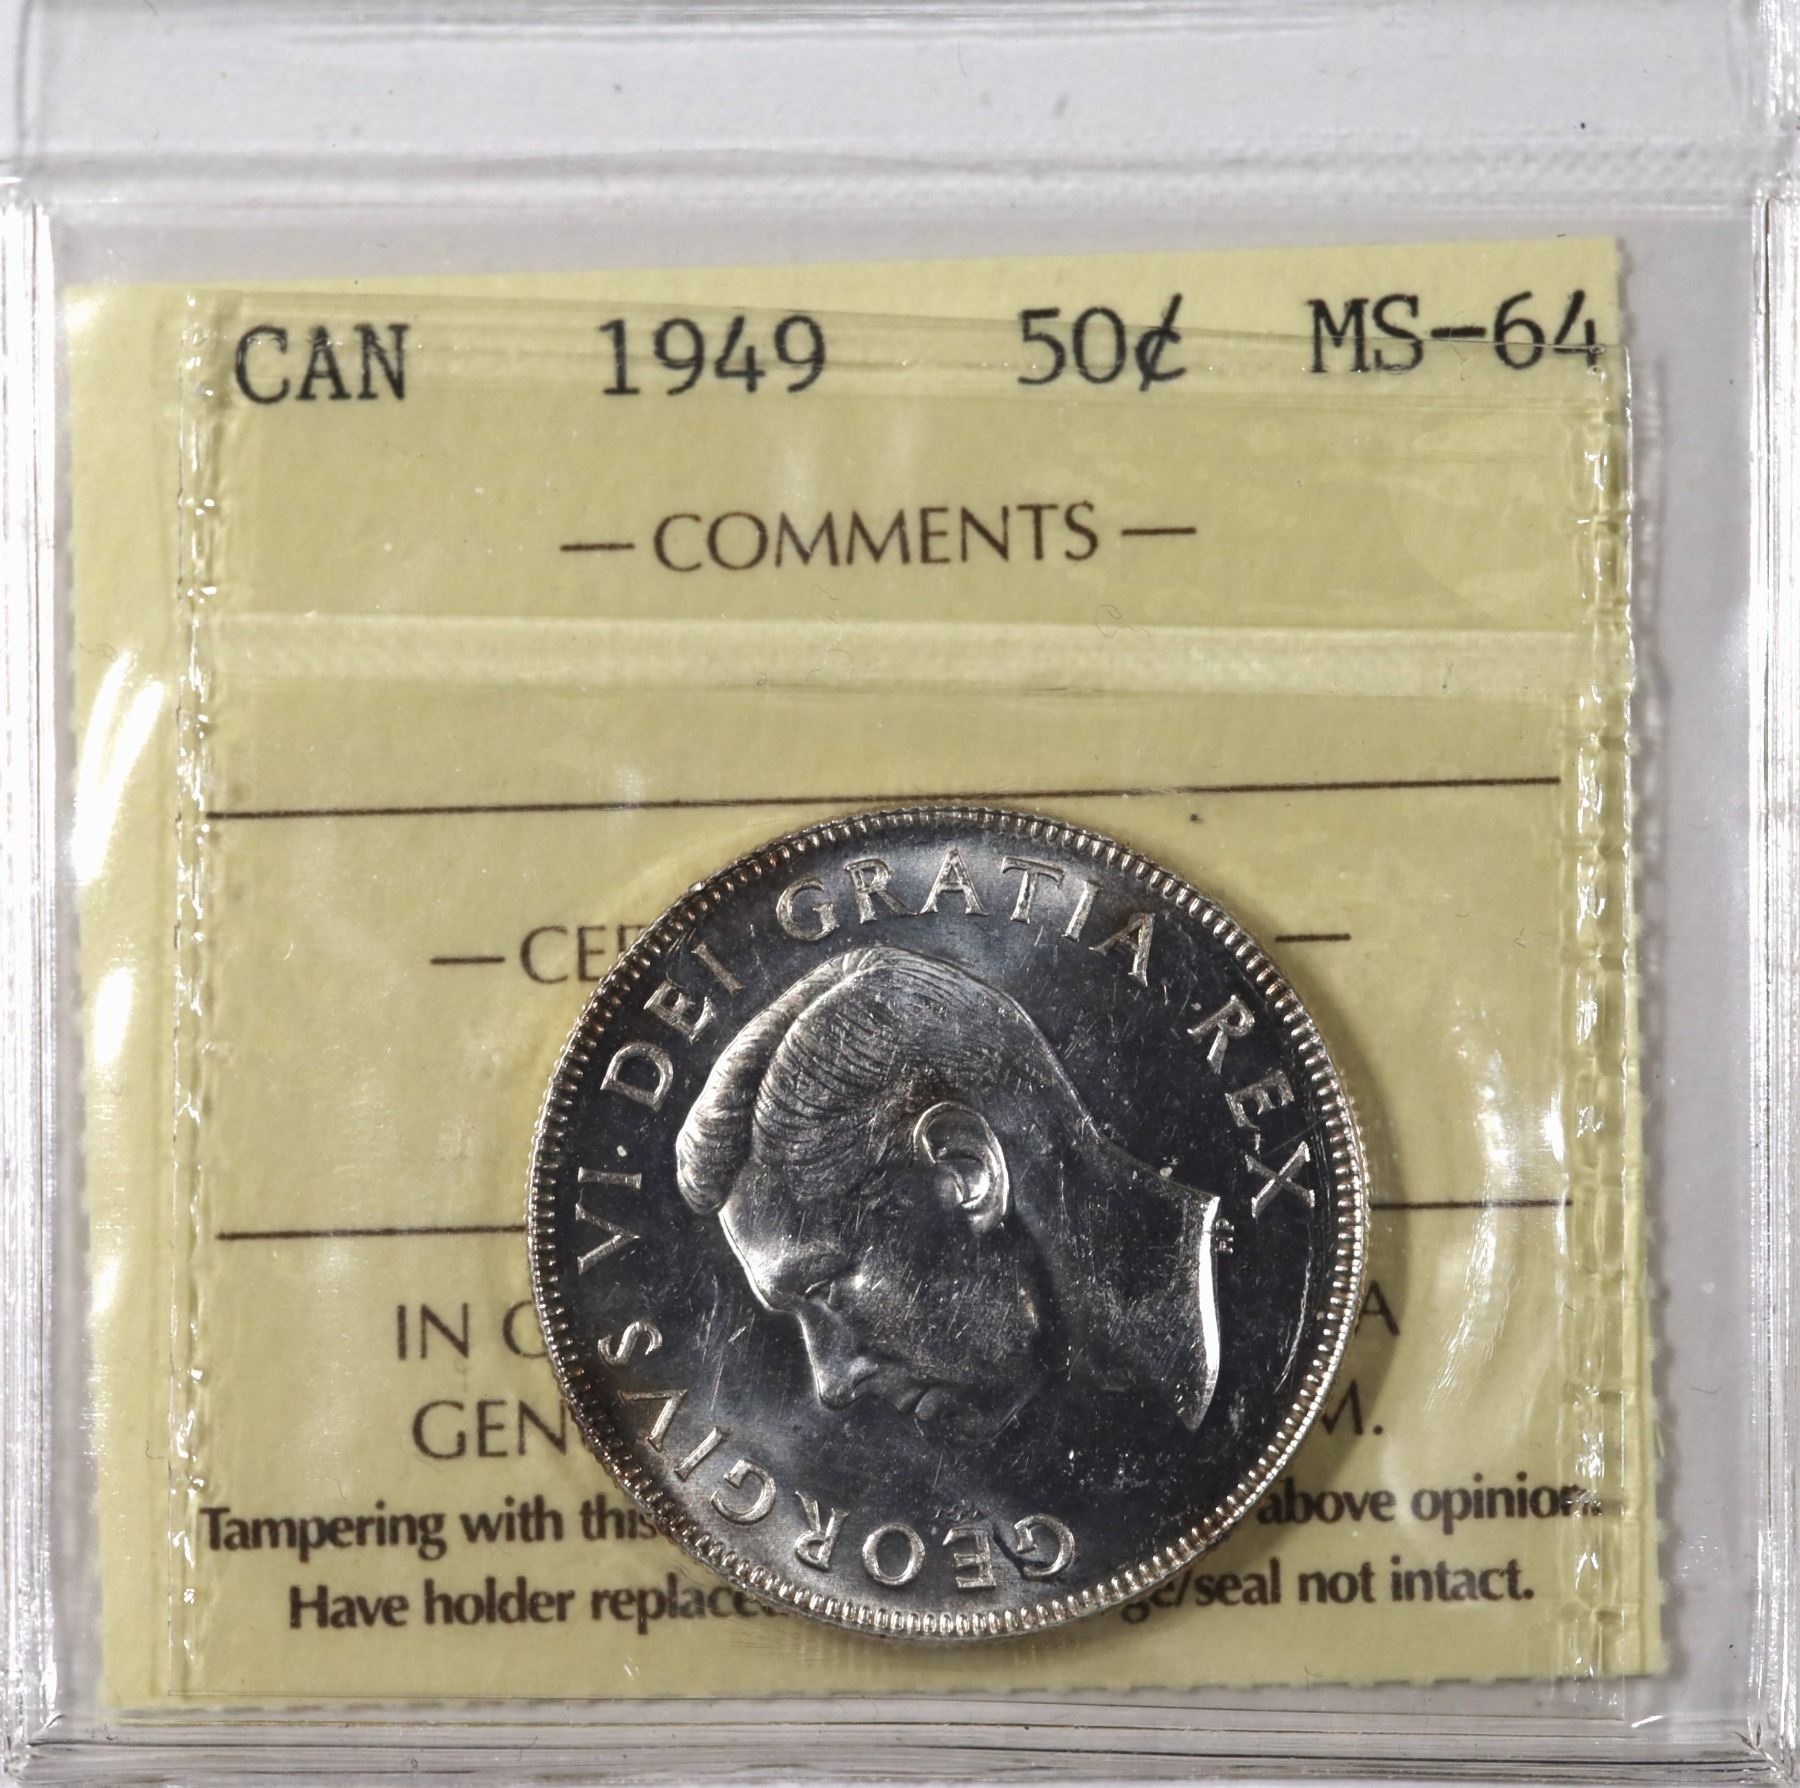 CAN 1949 50¢ MS-64
— COMMENTS —
— CE —
IN A
GEN M.
Tampering with this above opinion.
Have holder replace /seal not intact.
GEORGIVS VI DEI GRATIA REX
H.P